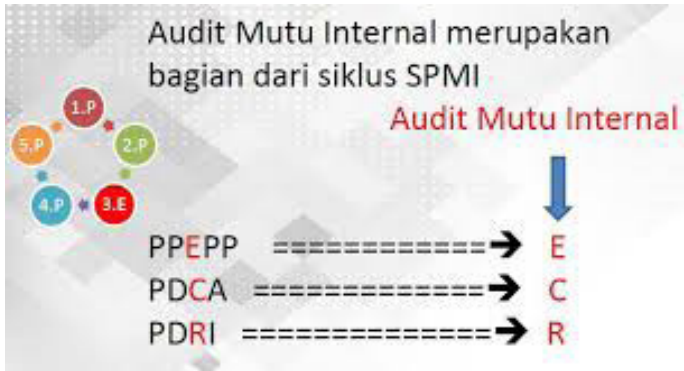 Audit Mutu Internal merupakan
bagian dari siklus SPMI
Audit Mutu Internal
1.P
5.P
2.P
4.P
3.E
PPEPP ============➔ E
PDCA =============➔ C
PDRI ==============➔ R